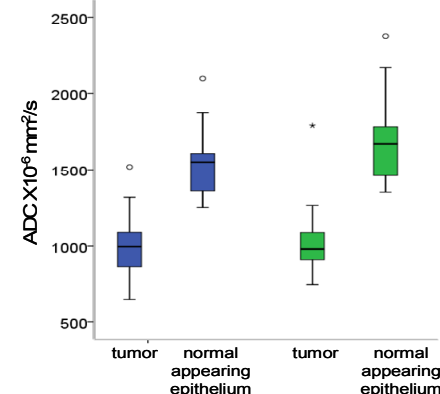 2500
2000
1500
1000
500
ADC X10-6 mm2/s
tumor normal appearing epithelium tumor normal appearing epithelium